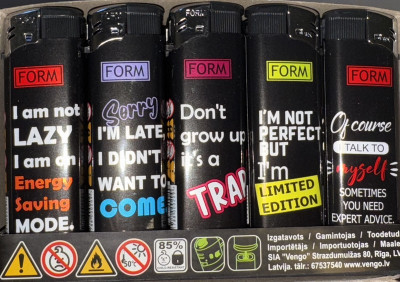 FORM
I am not
LAZY
I am on
Energy
Saving
MODE.
FORM
Sorry
I'M LATE
I DIDN'T
WANT TO
COME
FORM
Don't
grow up
it's a
TRAP
FORM
I'M NOT
PERFECT
BUT
I'm
LIMITED
EDITION
FORM
Of course
I TALK TO
myself
SOMETIMES
YOU NEED
EXPERT ADVICE.
50°C
85%
Izgatavots / Gamintojas / Toodetud
Importētājs / Importuotojas / Maale
SIA "Vengo" Strazdumuižas 80, Rīga, LV
Latvija. tālr.: 67537540 www.vengo.lv